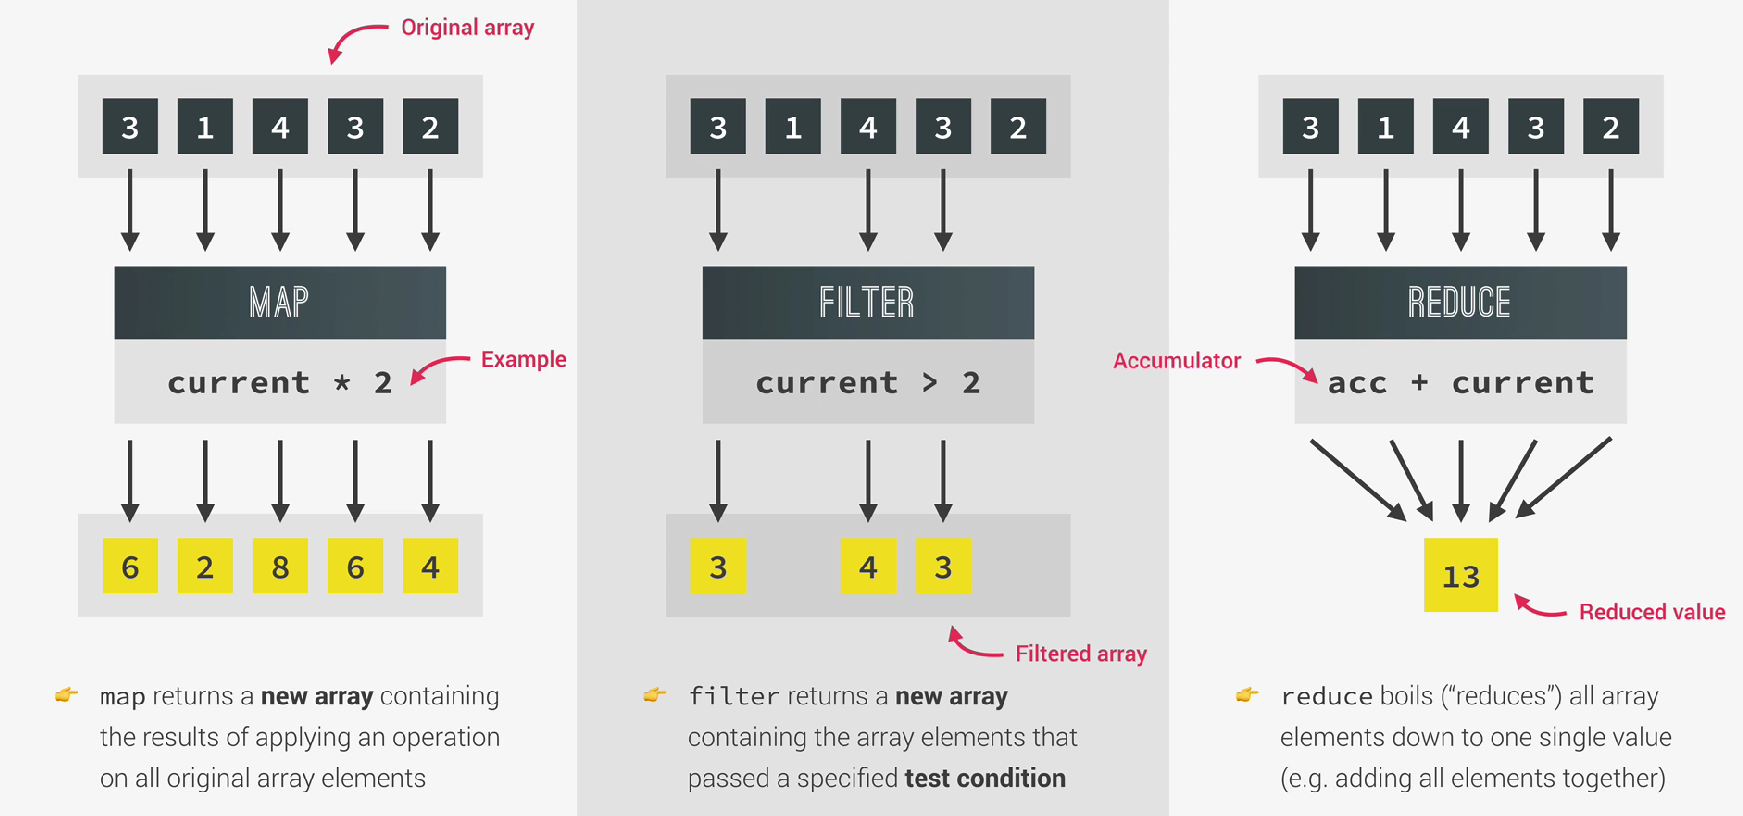 Original array
3 1 4 3 2
MAP
current * 2
Example
6 2 8 6 4
map returns a new array containing
the results of applying an operation
on all original array elements
3 1 4 3 2
FILTER
current > 2
3 4 3
Filtered array
filter returns a new array
containing the array elements that
passed a specified test condition
3 1 4 3 2
REDUCE
Accumulator
acc + current
13
Reduced value
reduce boils (“reduces”) all array
elements down to one single value
(e.g. adding all elements together)